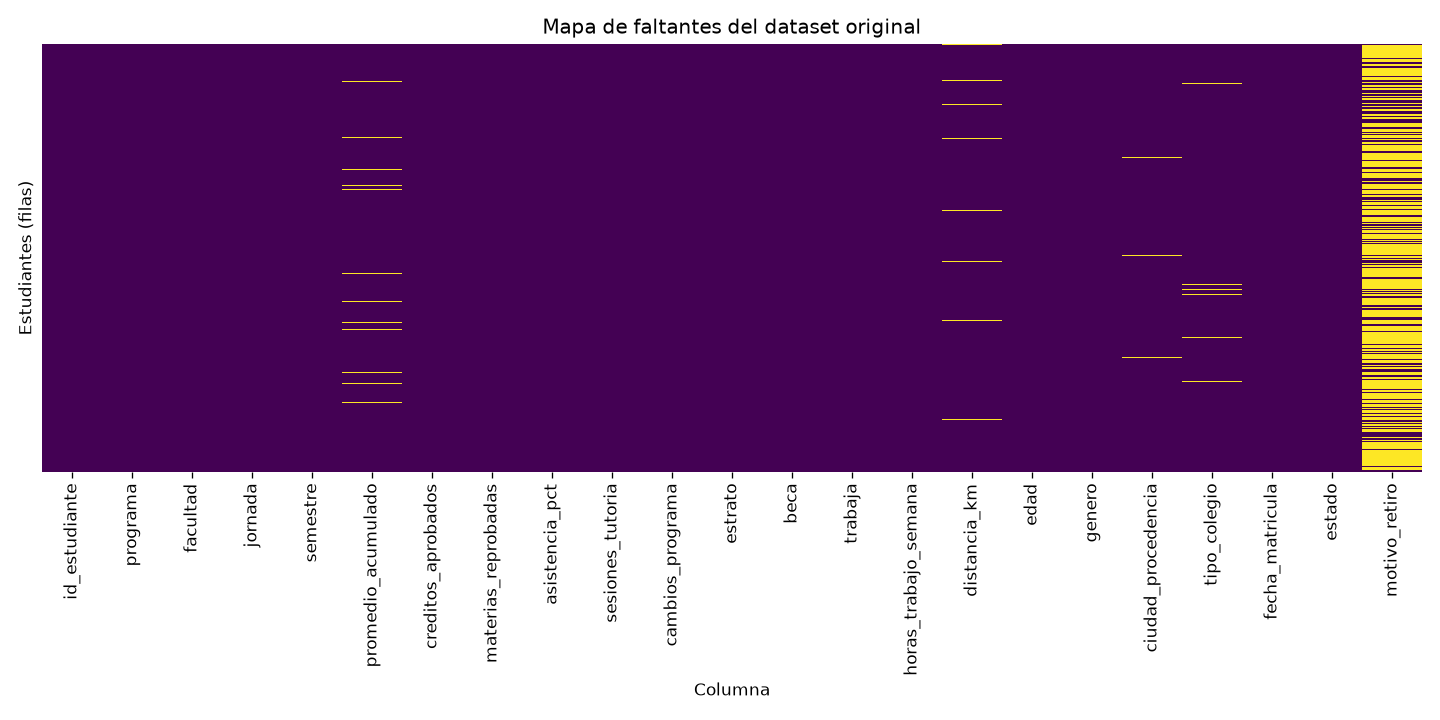 Mapa de faltantes del dataset original
Estudiantes (filas)
id_estudiante
programa
facultad
jornada
semestre
promedio_acumulado
creditos_aprobados
materias_reprobadas
asistencia_pct
sesiones_tutoria
cambios_programa
estrato
beca
trabaja
horas_trabajo_semana
distancia_km
edad
genero
ciudad_procedencia
tipo_colegio
fecha_matricula
estado
motivo_retiro
Columna